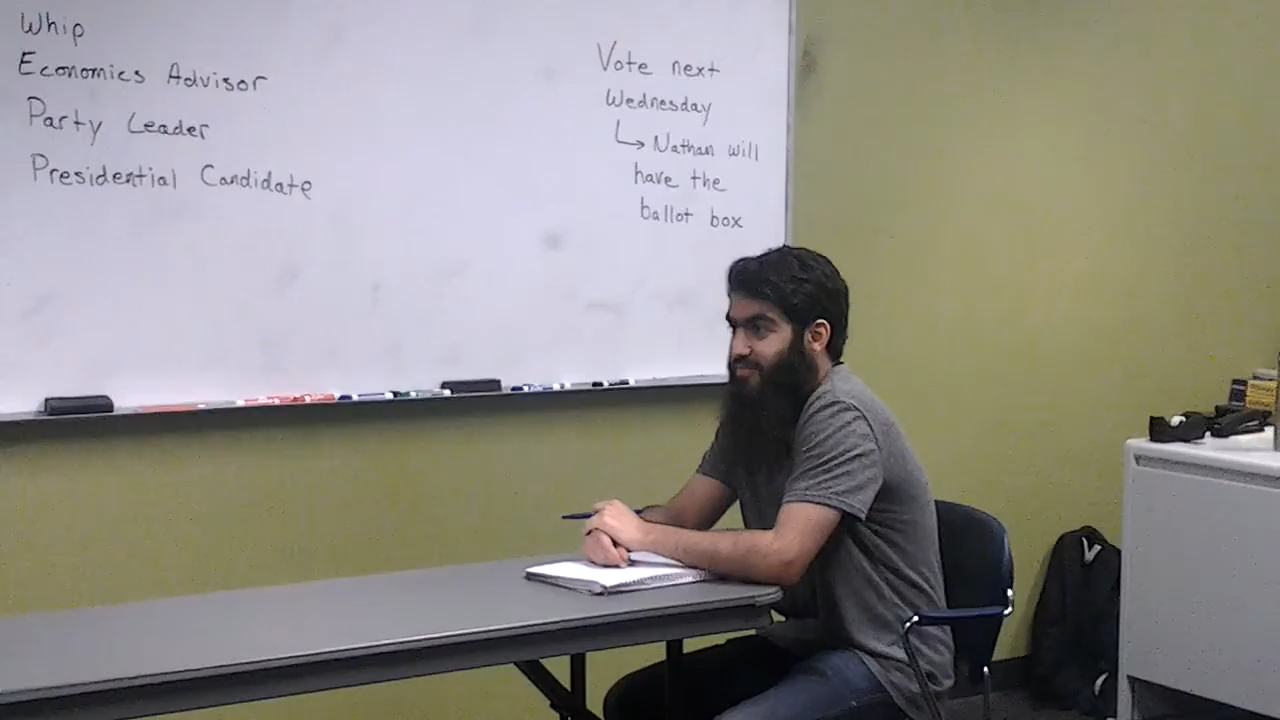 Whip
Economics Advisor
Party Leader
Presidential Candidate
Vote next
Wednesday
↳ Nathan will
have the
ballot box